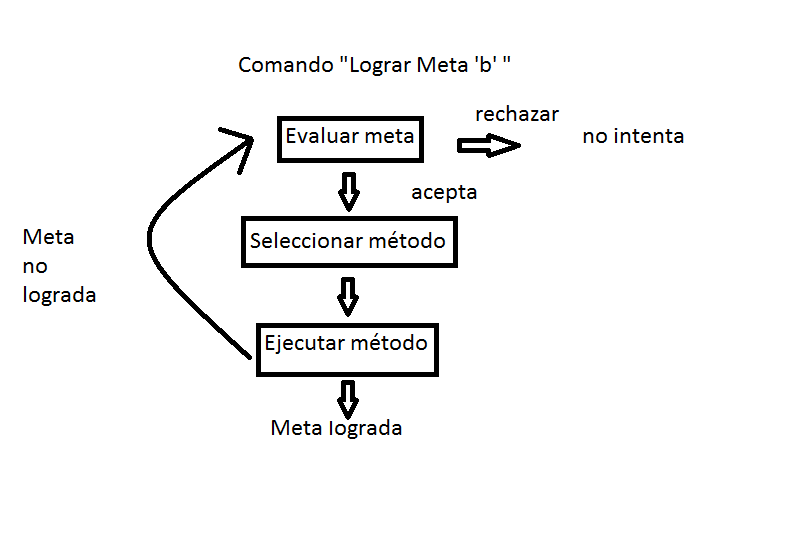 Comando "Lograr Meta 'b' "
rechazar
Evaluar meta
no intenta
acepta
Seleccionar método
Meta
no
lograda
Ejecutar método
Meta lograda